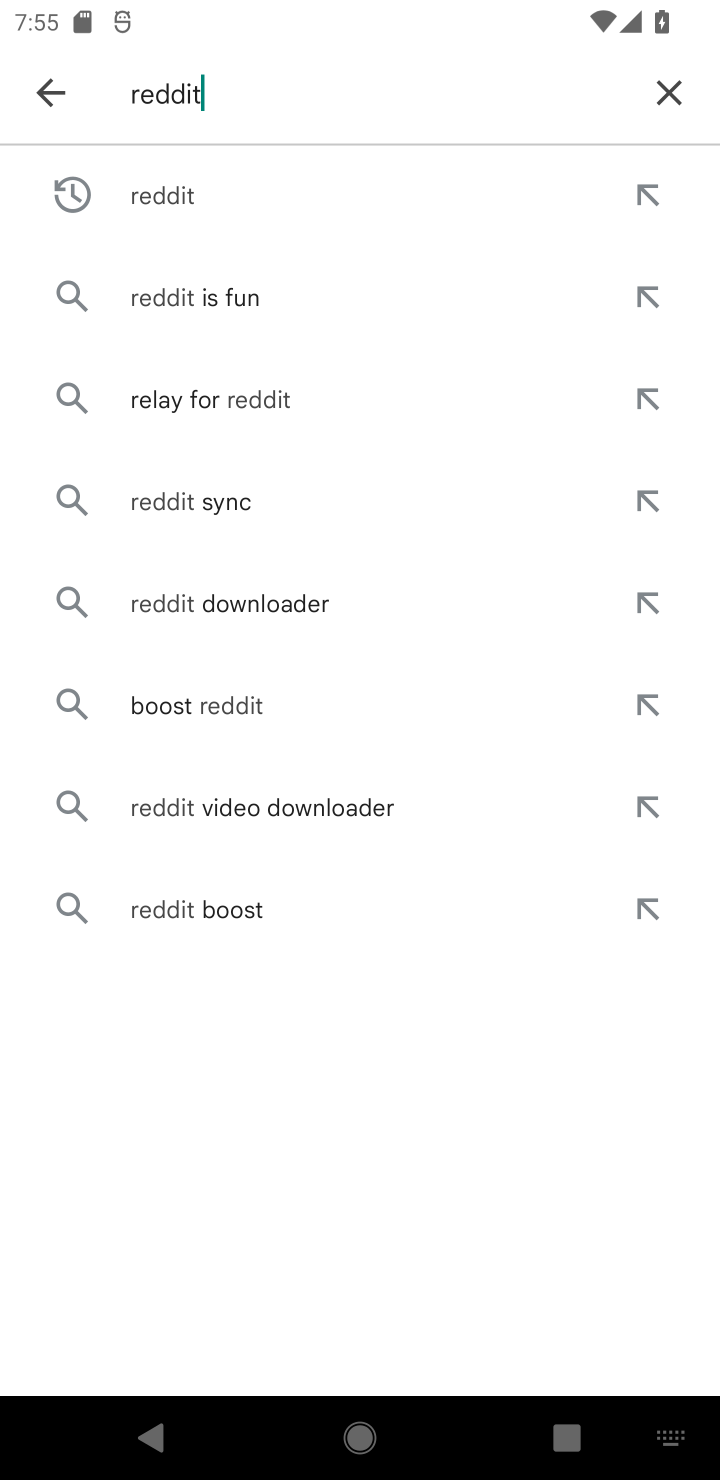 7:55
reddit
reddit
reddit is fun
relay for reddit
reddit sync
reddit downloader
boost reddit
reddit video downloader
reddit boost